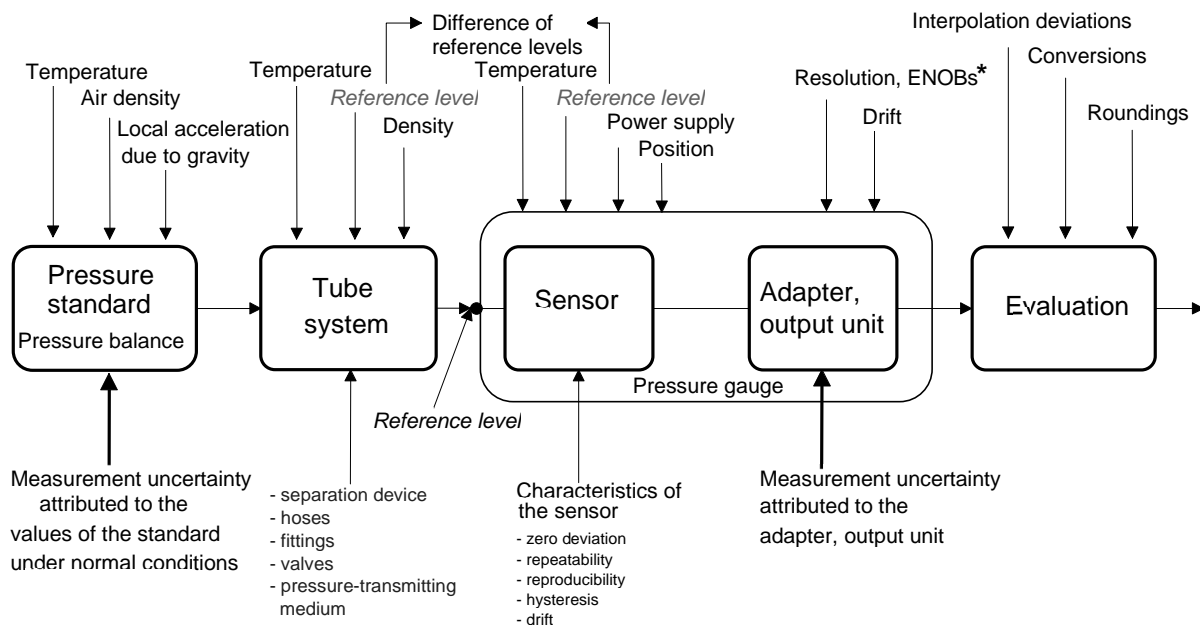 Difference of
reference levels
Interpolation deviations
Conversions
Roundings
Temperature
Air density
Local acceleration
due to gravity
Temperature
Reference level
Density
Temperature
Reference level
Power supply
Position
Resolution, ENOBs*
Drift
Pressure
standard
Pressure balance
Tube
system
Sensor
Adapter,
output unit
Evaluation
Pressure gauge
Reference level
Measurement uncertainty
attributed to the
values of the standard
under normal conditions
- separation device
- hoses
- fittings
- valves
- pressure-transmitting
medium
Characteristics of
the sensor
- zero deviation
- repeatability
- reproducibility
- hysteresis
- drift
Measurement uncertainty
attributed to the
adapter, output unit